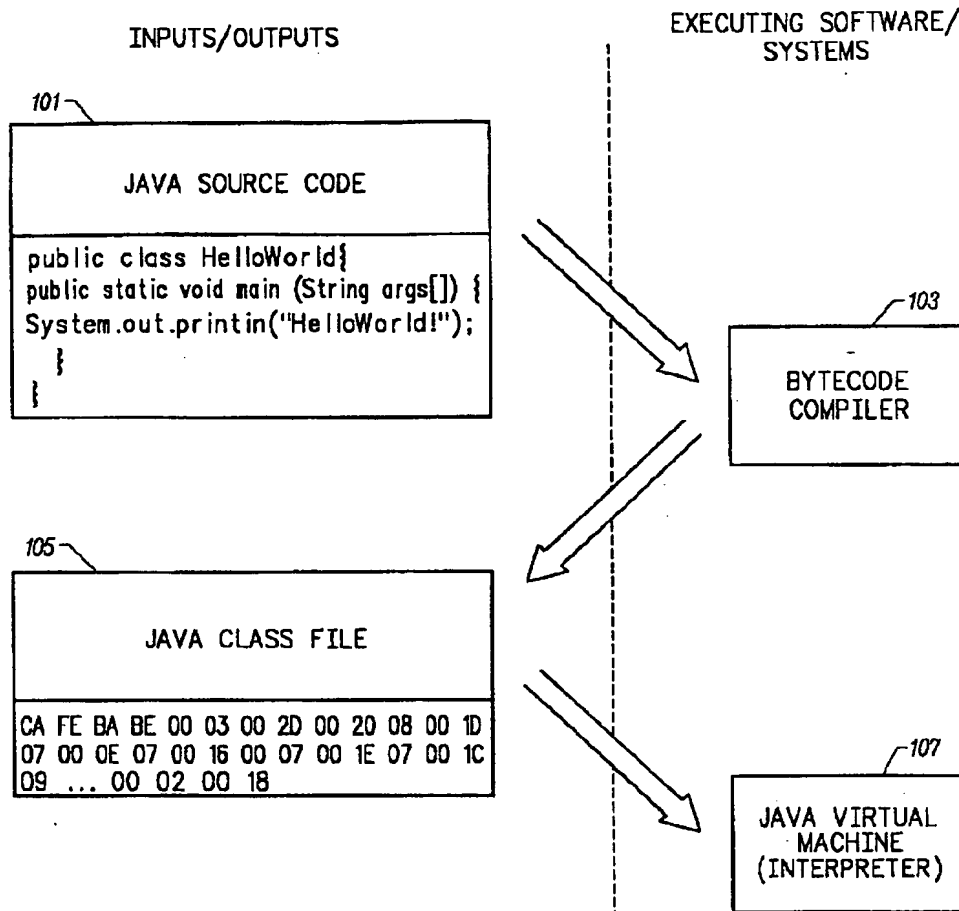 INPUTS/OUTPUTS
EXECUTING SOFTWARE/
SYSTEMS
101
JAVA SOURCE CODE
public class HelloWorld{
public static void main (String args[]) {
System.out.printin("HelloWorld!");
}
}
103
BYTECODE
COMPILER
105
JAVA CLASS FILE
CA FE BA BE 00 03 00 2D 00 20 08 00 1D
07 00 0E 07 00 16 00 07 00 1E 07 00 1C
09 ... 00 02 00 18
107
JAVA VIRTUAL
MACHINE
(INTERPRETER)